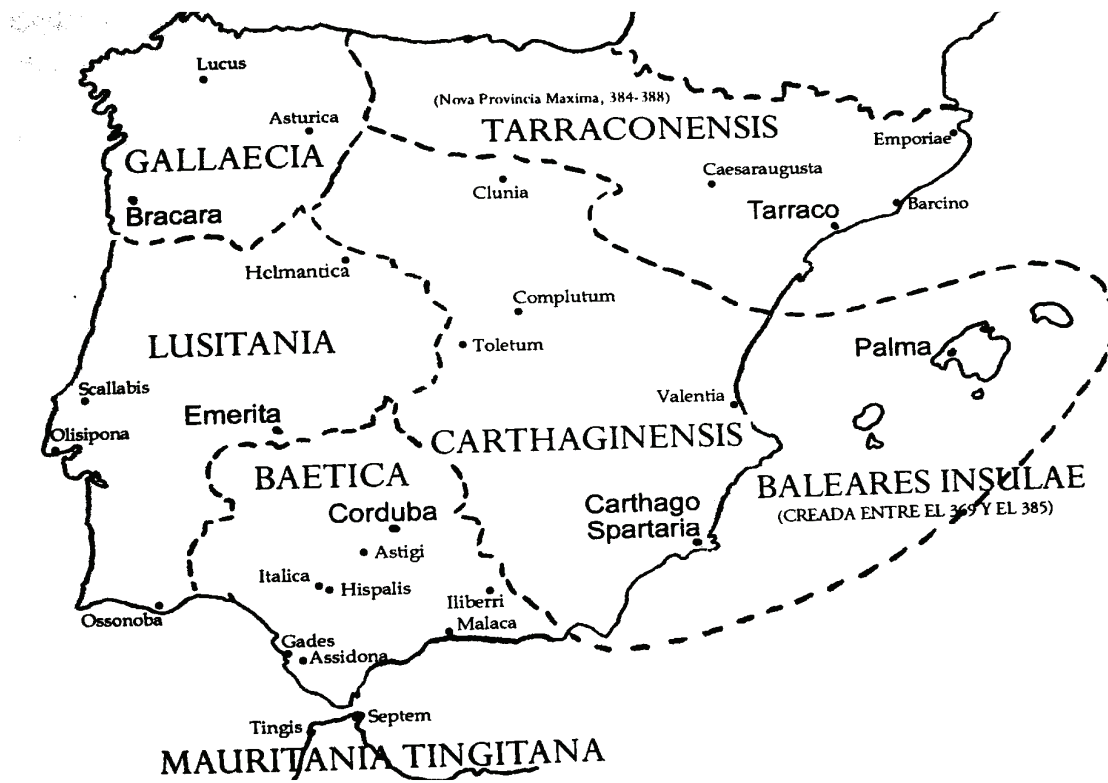 Lucus
(Nova Provincia Maxima, 384-388)
TARRACONENSIS
Asturica
Emporiae
GALLAECIA
Clunia
Caesaraugusta
Bracara
Tarraco
Barcino
Helmantica
Complutum
LUSITANIA
Toletum
Palma
Scallabis
Valentia
Emerita
Olisipona
CARTHAGINENSIS
BAETICA
BALEARES INSULAE
(CREADA ENTRE EL 369 Y EL 385)
Corduba
Carthago
Spartaria
Astigi
Italica
Hispalis
Iliberri
Ossonoba
Malaca
Gades
Assidona
Tingis
Septem
MAURITANIA TINGITANA